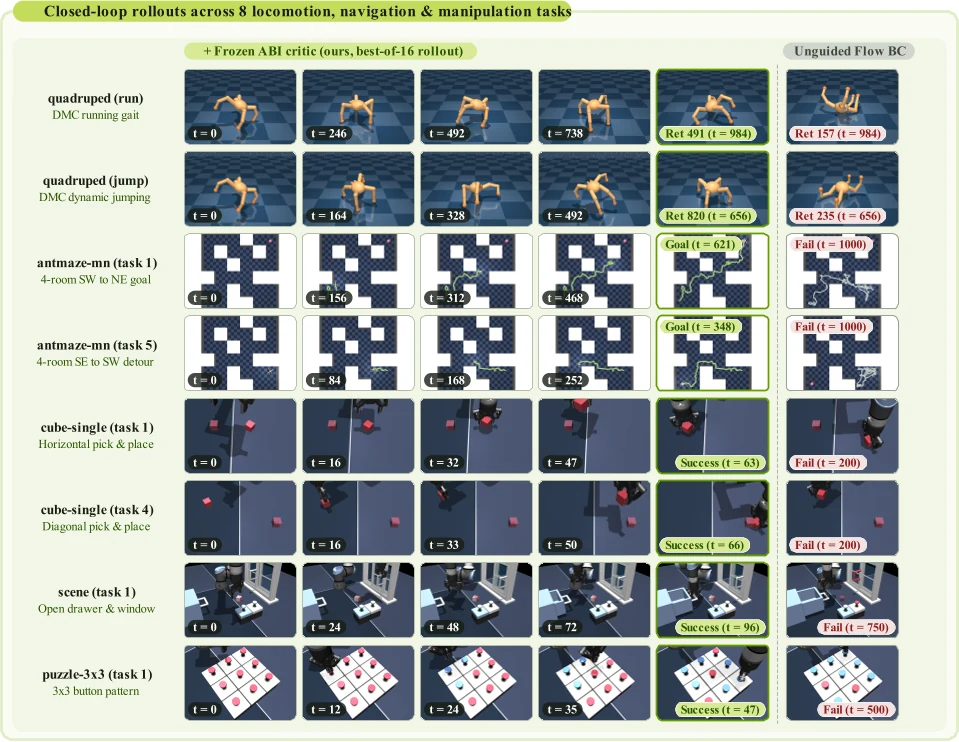 Closed-loop rollouts across 8 locomotion, navigation & manipulation tasks
+ Frozen ABI critic (ours, best-of-16 rollout)
Unguided Flow BC
quadruped (run)
DMC running gait
t = 0
t = 246
t = 492
t = 738
Ret 491 (t = 984)
Ret 157 (t = 984)
quadruped (jump)
DMC dynamic jumping
t = 0
t = 164
t = 328
t = 492
Ret 820 (t = 656)
Ret 235 (t = 656)
antmaze-mn (task 1)
4-room SW to NE goal
t = 0
t = 156
t = 312
t = 468
Goal (t = 621)
Fail (t = 1000)
antmaze-mn (task 5)
4-room SE to SW detour
t = 0
t = 84
t = 168
t = 252
Goal (t = 348)
Fail (t = 1000)
cube-single (task 1)
Horizontal pick & place
t = 0
t = 16
t = 32
t = 47
Success (t = 63)
Fail (t = 200)
cube-single (task 4)
Diagonal pick & place
t = 0
t = 16
t = 33
t = 50
Success (t = 66)
Fail (t = 200)
scene (task 1)
Open drawer & window
t = 0
t = 24
t = 48
t = 72
Success (t = 96)
Fail (t = 750)
puzzle-3x3 (task 1)
3x3 button pattern
t = 0
t = 12
t = 24
t = 35
Success (t = 47)
Fail (t = 500)